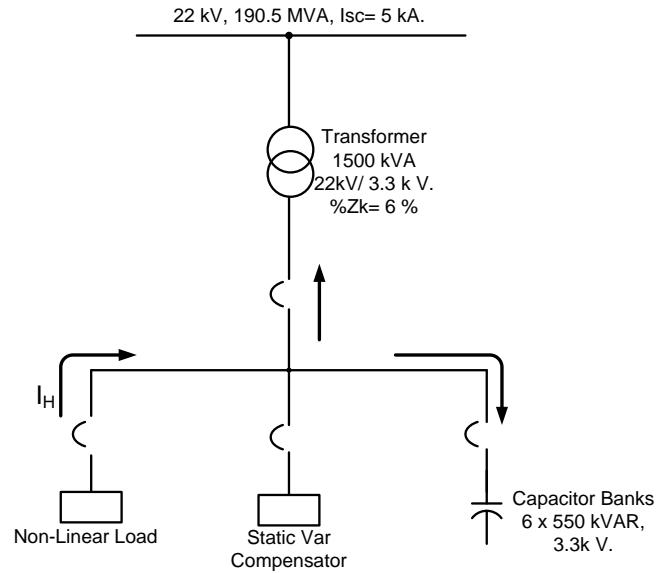 22 kV, 190.5 MVA, Isc= 5 kA.
Transformer
1500 kVA
22kV/ 3.3 k V.
%Zk= 6 %
IH
Non-Linear Load
Static Var
Compensator
Capacitor Banks
6 x 550 kVAR,
3.3k V.